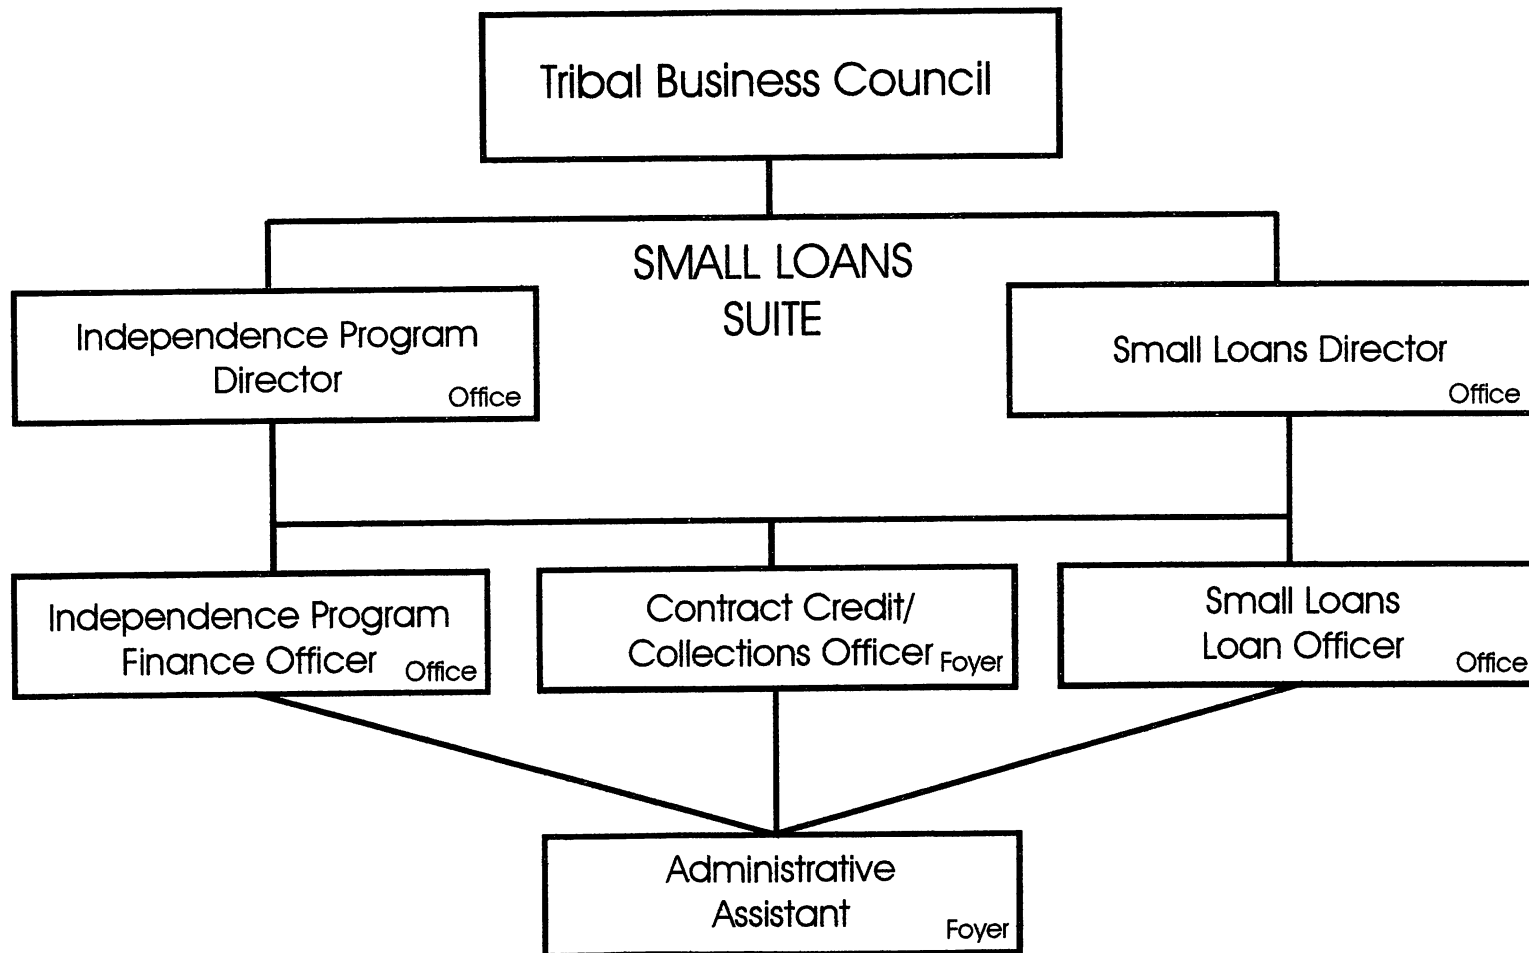 Tribal Business Council
SMALL LOANS
SUITE
Independence Program
Director
Office
Small Loans Director
Office
Independence Program
Finance Officer
Office
Contract Credit/
Collections Officer
Foyer
Small Loans
Loan Officer
Office
Administrative
Assistant
Foyer